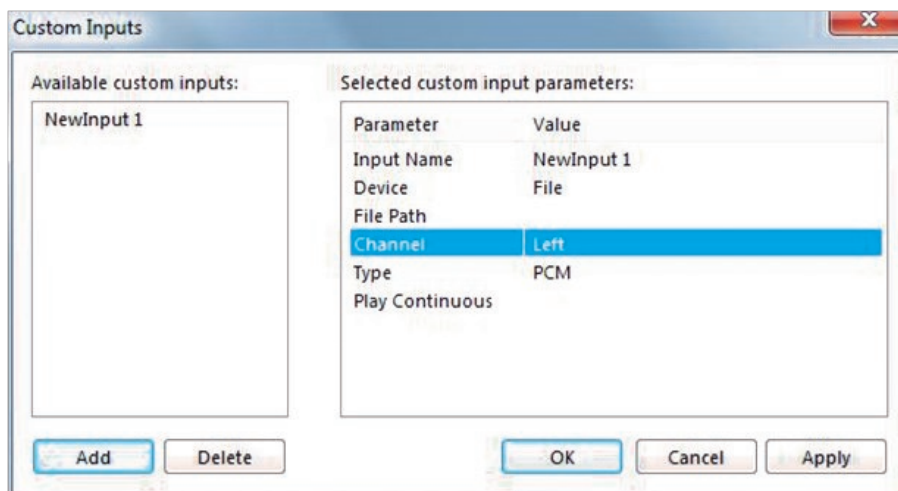 Custom Inputs
Available custom inputs:
NewInput 1
Selected custom input parameters:
Parameter Value
Input Name NewInput 1
Device File
File Path
Channel Left
Type PCM
Play Continuous
Add Delete OK Cancel Apply